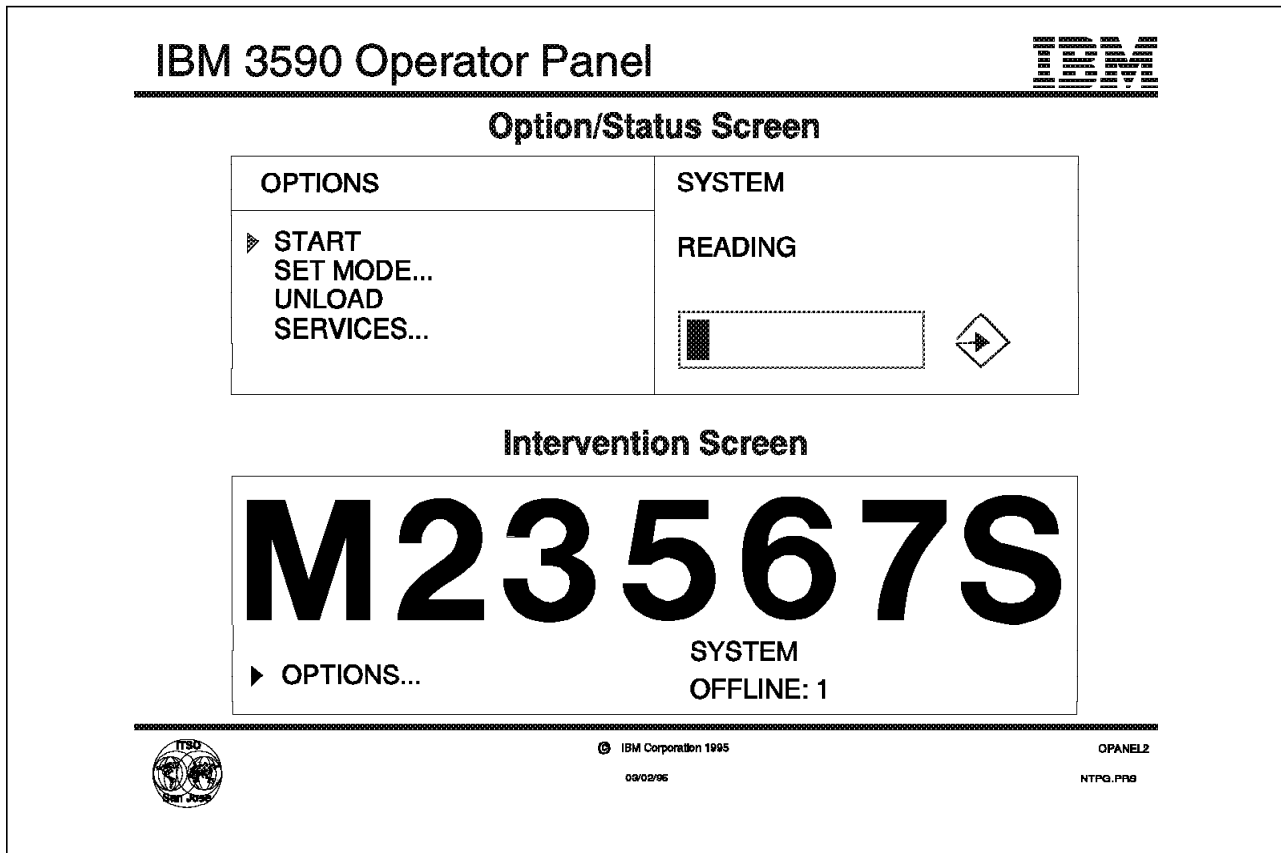 IBM 3590 Operator Panel
IBM
Option/Status Screen
OPTIONS
START
SET MODE...
UNLOAD
SERVICES...
SYSTEM
READING
Intervention Screen
M23567S
OPTIONS...
SYSTEM
OFFLINE: 1
ITSO
San Jose
© IBM Corporation 1995
03/02/95
OPANEL2
NTPG.PRS